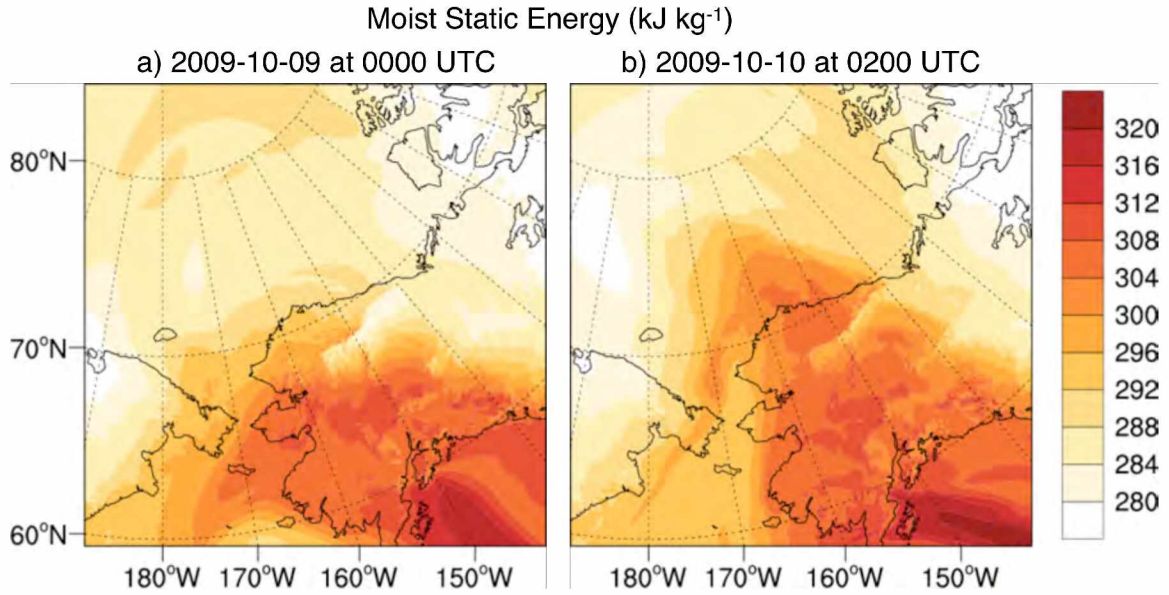 Moist Static Energy (kJ kg⁻¹)
a) 2009-10-09 at 0000 UTC
b) 2009-10-10 at 0200 UTC
80°N
70°N
60°N
180°W 170°W 160°W 150°W
180°W 170°W 160°W 150°W
320
316
312
308
304
300
296
292
288
284
280